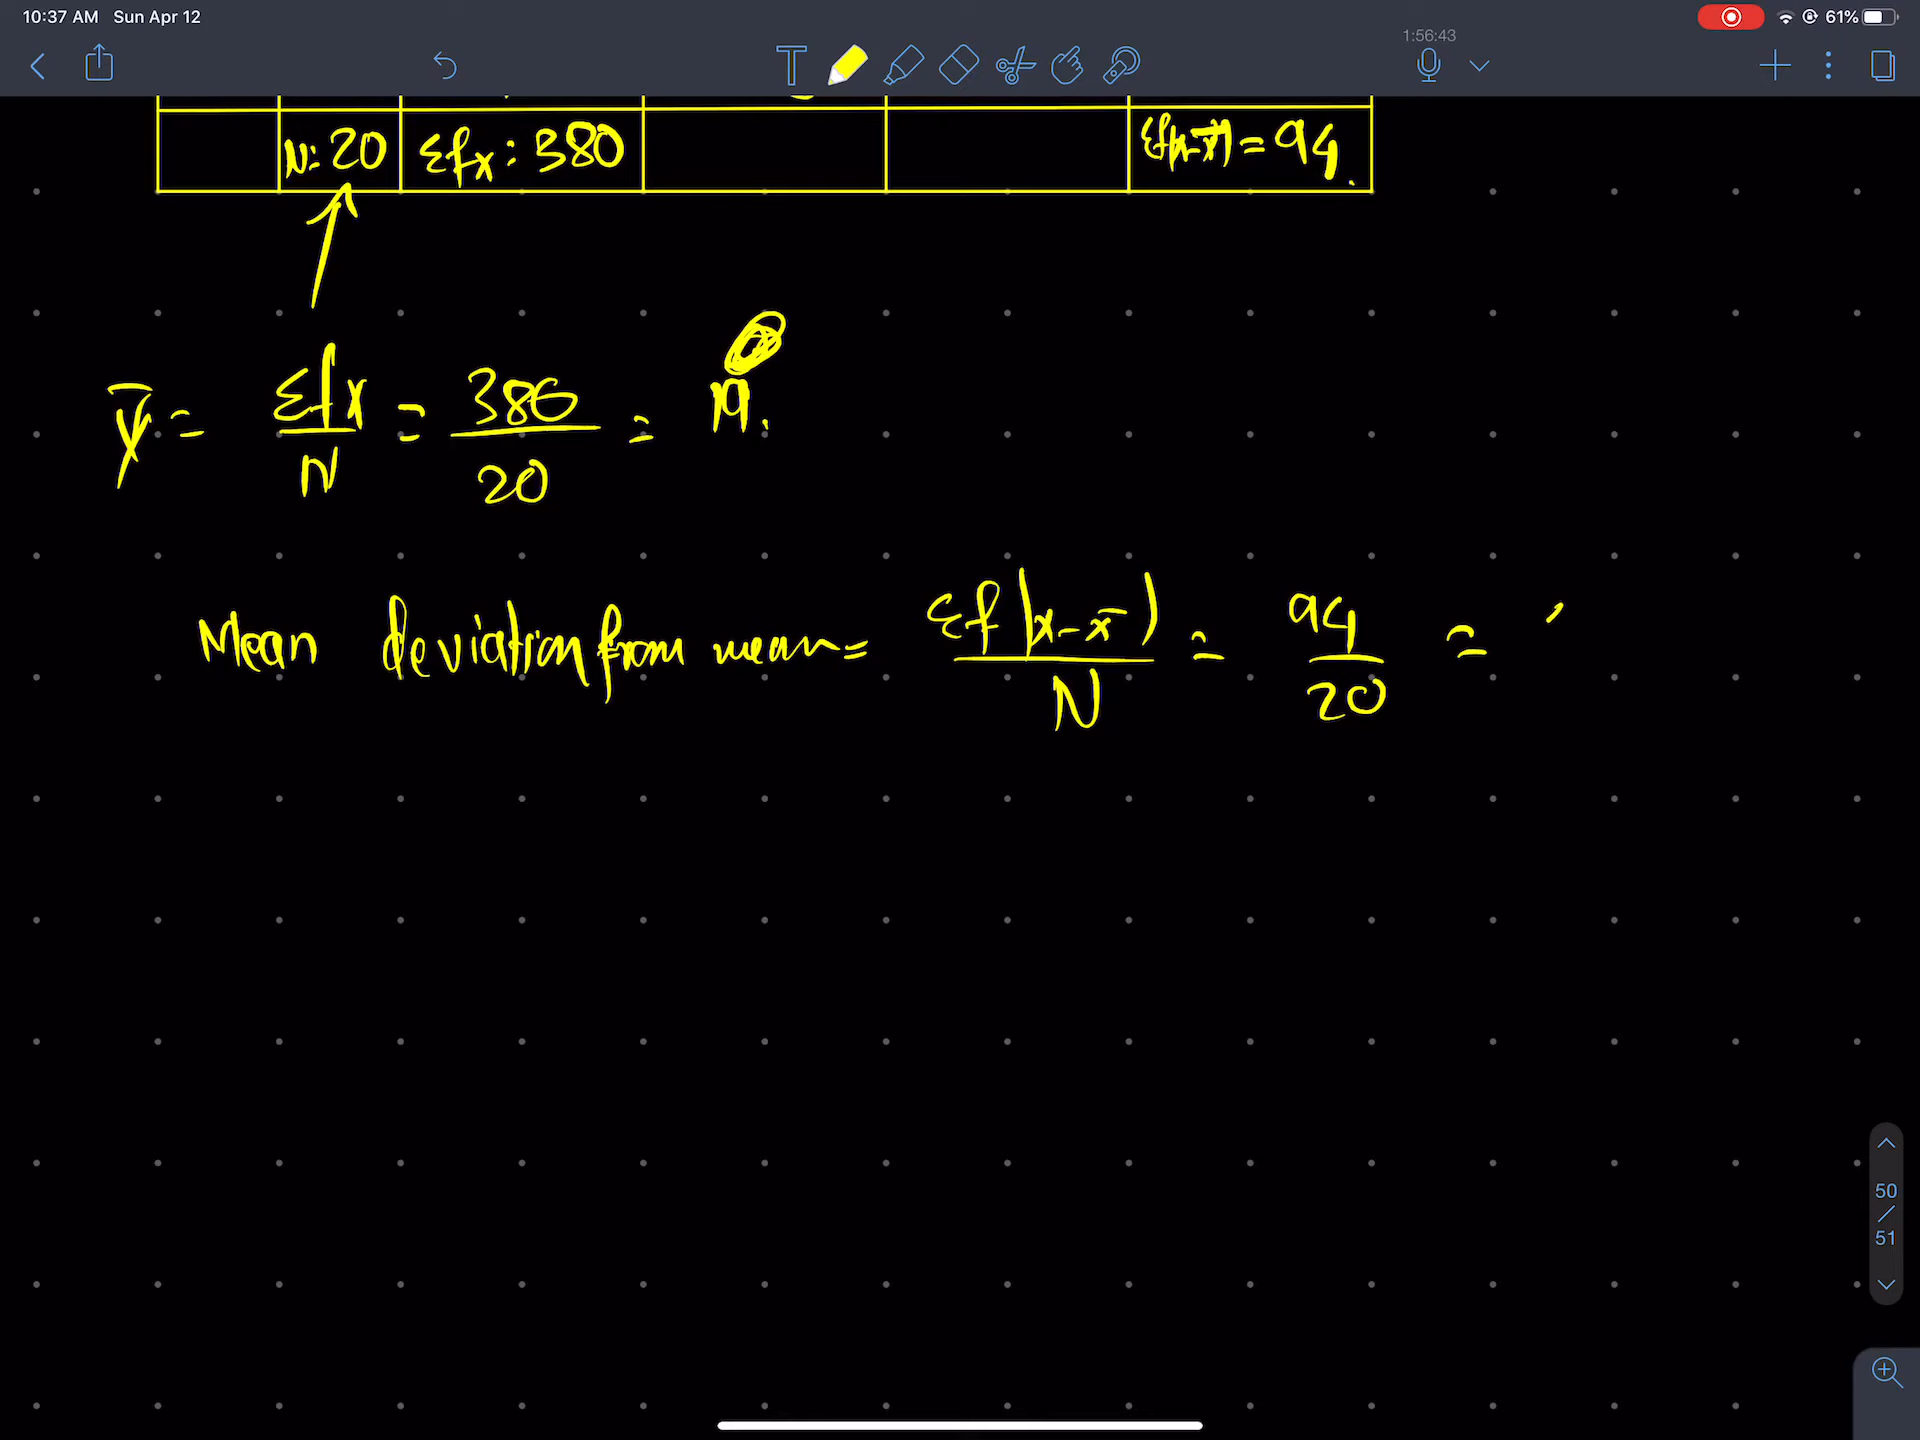 10:37 AM Sun Apr 12
61%
1:56:43
T
N: 20 Σfx : 380 Σf|x-x̄| = 94.
x̄ = Σfx/N = 380/20 = 19.
Mean deviation from mean = Σf|x-x̄|/N = 94/20 =
50
/
51